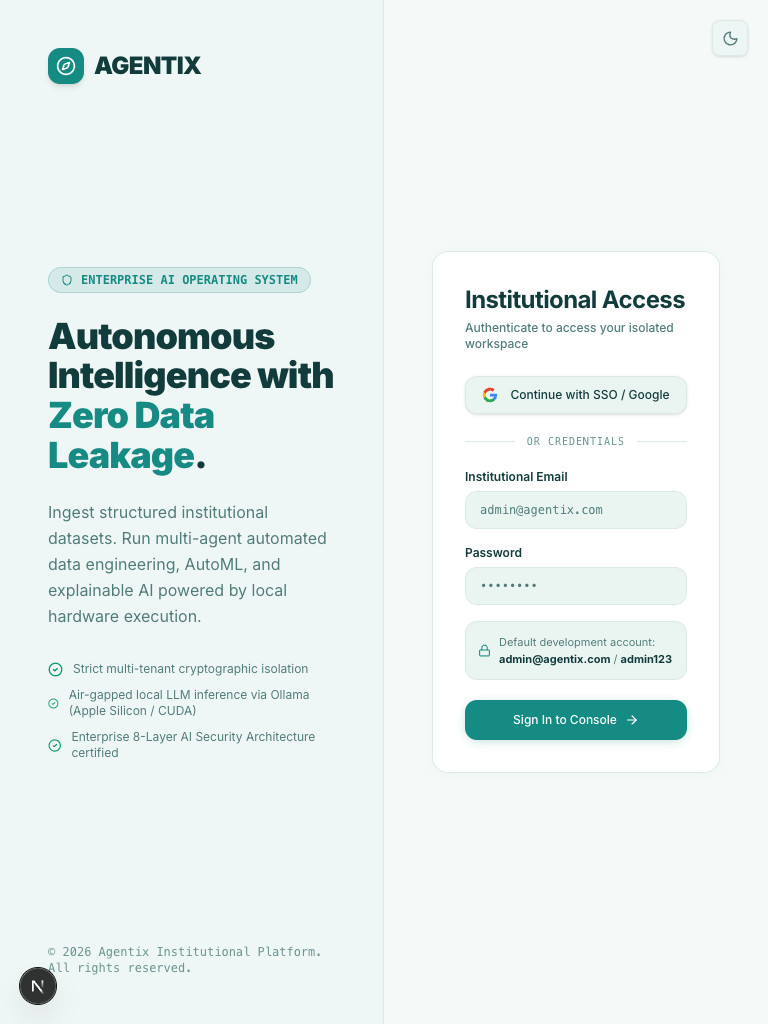 AGENTIX
ENTERPRISE AI OPERATING SYSTEM
Autonomous
Intelligence with
Zero Data
Leakage.
Ingest structured institutional
datasets. Run multi-agent automated
data engineering, AutoML, and
explainable AI powered by local
hardware execution.
Strict multi-tenant cryptographic isolation
Air-gapped local LLM inference via Ollama
(Apple Silicon / CUDA)
Enterprise 8-Layer AI Security Architecture
certified
© 2026 Agentix Institutional Platform.
All rights reserved.
N
Institutional Access
Authenticate to access your isolated
workspace
Continue with SSO / Google
OR CREDENTIALS
Institutional Email
admin@agentix.com
Password
••••••••
Default development account:
admin@agentix.com / admin123
Sign In to Console →